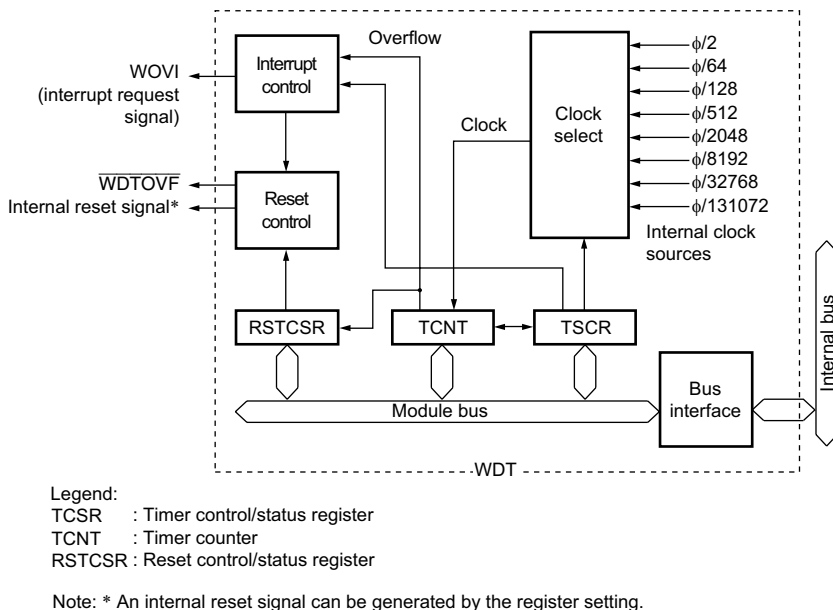 Overflow
Interrupt
control
WOVI
(interrupt request
signal)
Clock
select
ϕ/2
ϕ/64
ϕ/128
ϕ/512
ϕ/2048
ϕ/8192
ϕ/32768
ϕ/131072
Clock
Internal clock
sources
WDTOVF
Internal reset signal*
Reset
control
RSTCSR
TCNT
TSCR
Module bus
Bus
interface
Internal bus
WDT
Legend:
TCSR : Timer control/status register
TCNT : Timer counter
RSTCSR : Reset control/status register
Note: * An internal reset signal can be generated by the register setting.